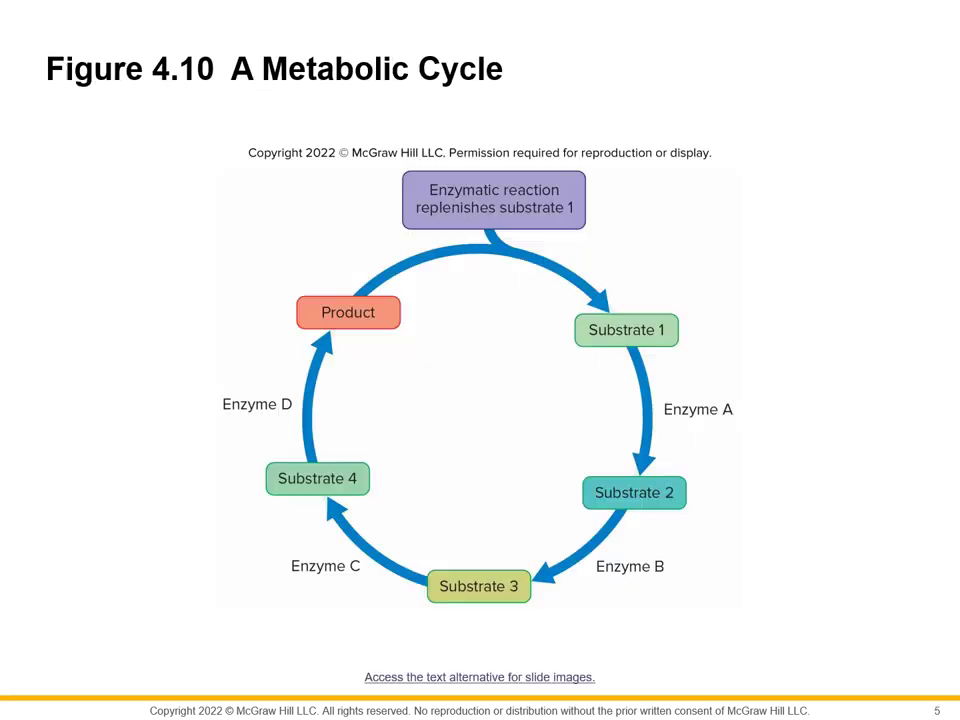 Figure 4.10  A Metabolic Cycle
Copyright 2022 © McGraw Hill LLC. Permission required for reproduction or display.
Enzymatic reaction
replenishes substrate 1
Product
Substrate 1
Enzyme D
Enzyme A
Substrate 4
Substrate 2
Enzyme C
Enzyme B
Substrate 3
Access the text alternative for slide images.
Copyright 2022 © McGraw Hill LLC. All rights reserved. No reproduction or distribution without the prior written consent of McGraw Hill LLC.
5